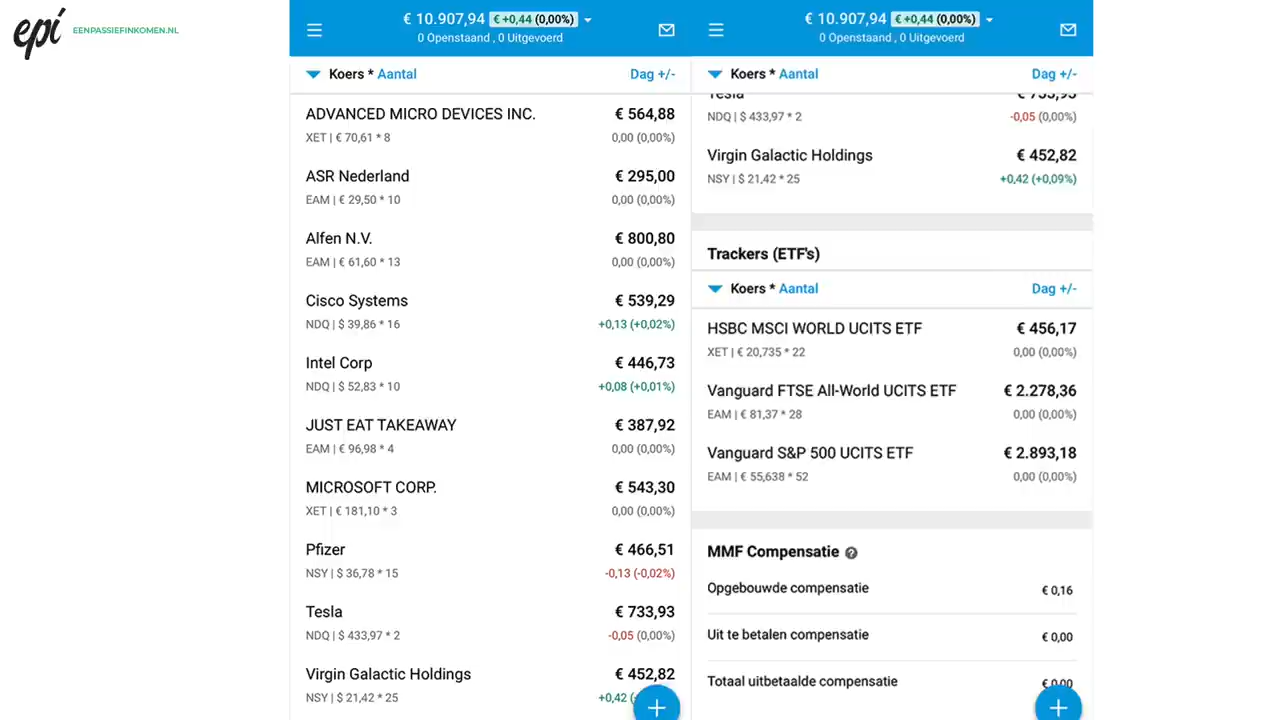 epi EENPASSIEFINKOMEN.NL
€ 10.907,94 € +0,44 (0,00%)
0 Openstaand , 0 Uitgevoerd
Koers * Aantal Dag +/-
ADVANCED MICRO DEVICES INC. € 564,88
XET | € 70,61 * 8 0,00 (0,00%)
ASR Nederland € 295,00
EAM | € 29,50 * 10 0,00 (0,00%)
Alfen N.V. € 800,80
EAM | € 61,60 * 13 0,00 (0,00%)
Cisco Systems € 539,29
NDQ | $ 39,86 * 16 +0,13 (+0,02%)
Intel Corp € 446,73
NDQ | $ 52,83 * 10 +0,08 (+0,01%)
JUST EAT TAKEAWAY € 387,92
EAM | € 96,98 * 4 0,00 (0,00%)
MICROSOFT CORP. € 543,30
XET | € 181,10 * 3 0,00 (0,00%)
Pfizer € 466,51
NSY | $ 36,78 * 15 -0,13 (-0,02%)
Tesla € 733,93
NDQ | $ 433,97 * 2 -0,05 (0,00%)
Virgin Galactic Holdings € 452,82
NSY | $ 21,42 * 25 +0,42 (
€ 10.907,94 € +0,44 (0,00%)
0 Openstaand , 0 Uitgevoerd
Koers * Aantal Dag +/-
Tesla € 733,93
NDQ | $ 433,97 * 2 -0,05 (0,00%)
Virgin Galactic Holdings € 452,82
NSY | $ 21,42 * 25 +0,42 (+0,09%)
Trackers (ETF's)
Koers * Aantal Dag +/-
HSBC MSCI WORLD UCITS ETF € 456,17
XET | € 20,735 * 22 0,00 (0,00%)
Vanguard FTSE All-World UCITS ETF € 2.278,36
EAM | € 81,37 * 28 0,00 (0,00%)
Vanguard S&P 500 UCITS ETF € 2.893,18
EAM | € 55,638 * 52 0,00 (0,00%)
MMF Compensatie ?
Opgebouwde compensatie € 0,16
Uit te betalen compensatie € 0,00
Totaal uitbetaalde compensatie € 0,00